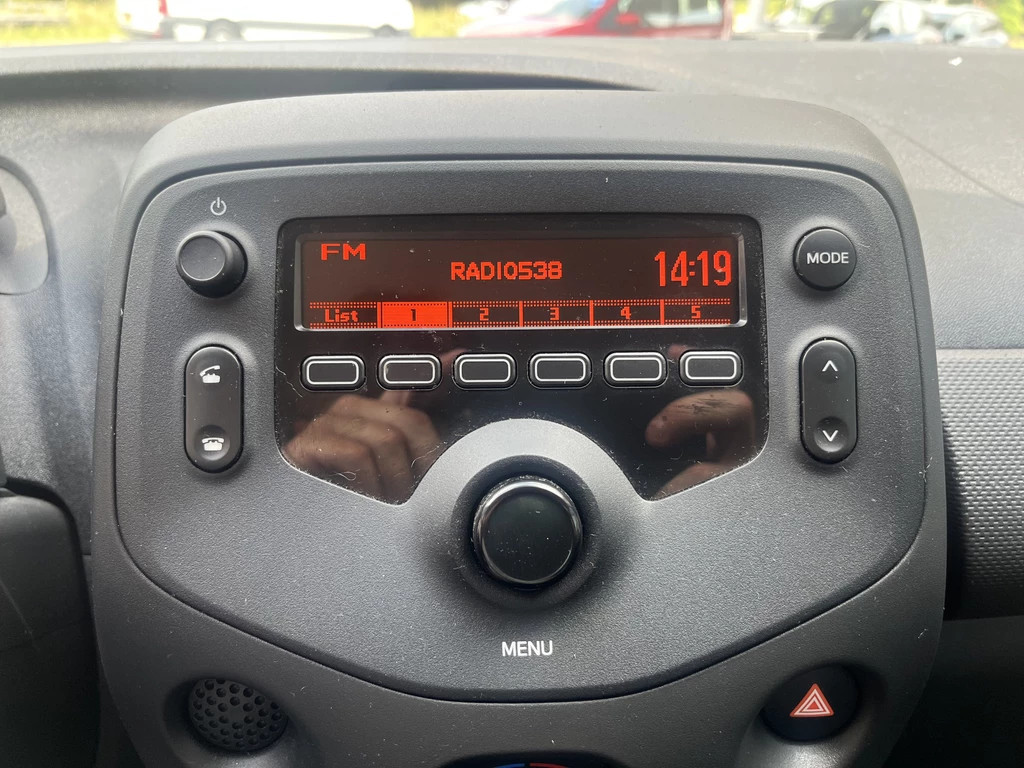 FM
RADIO538
14:19
List 1 2 3 4 5
MODE
MENU